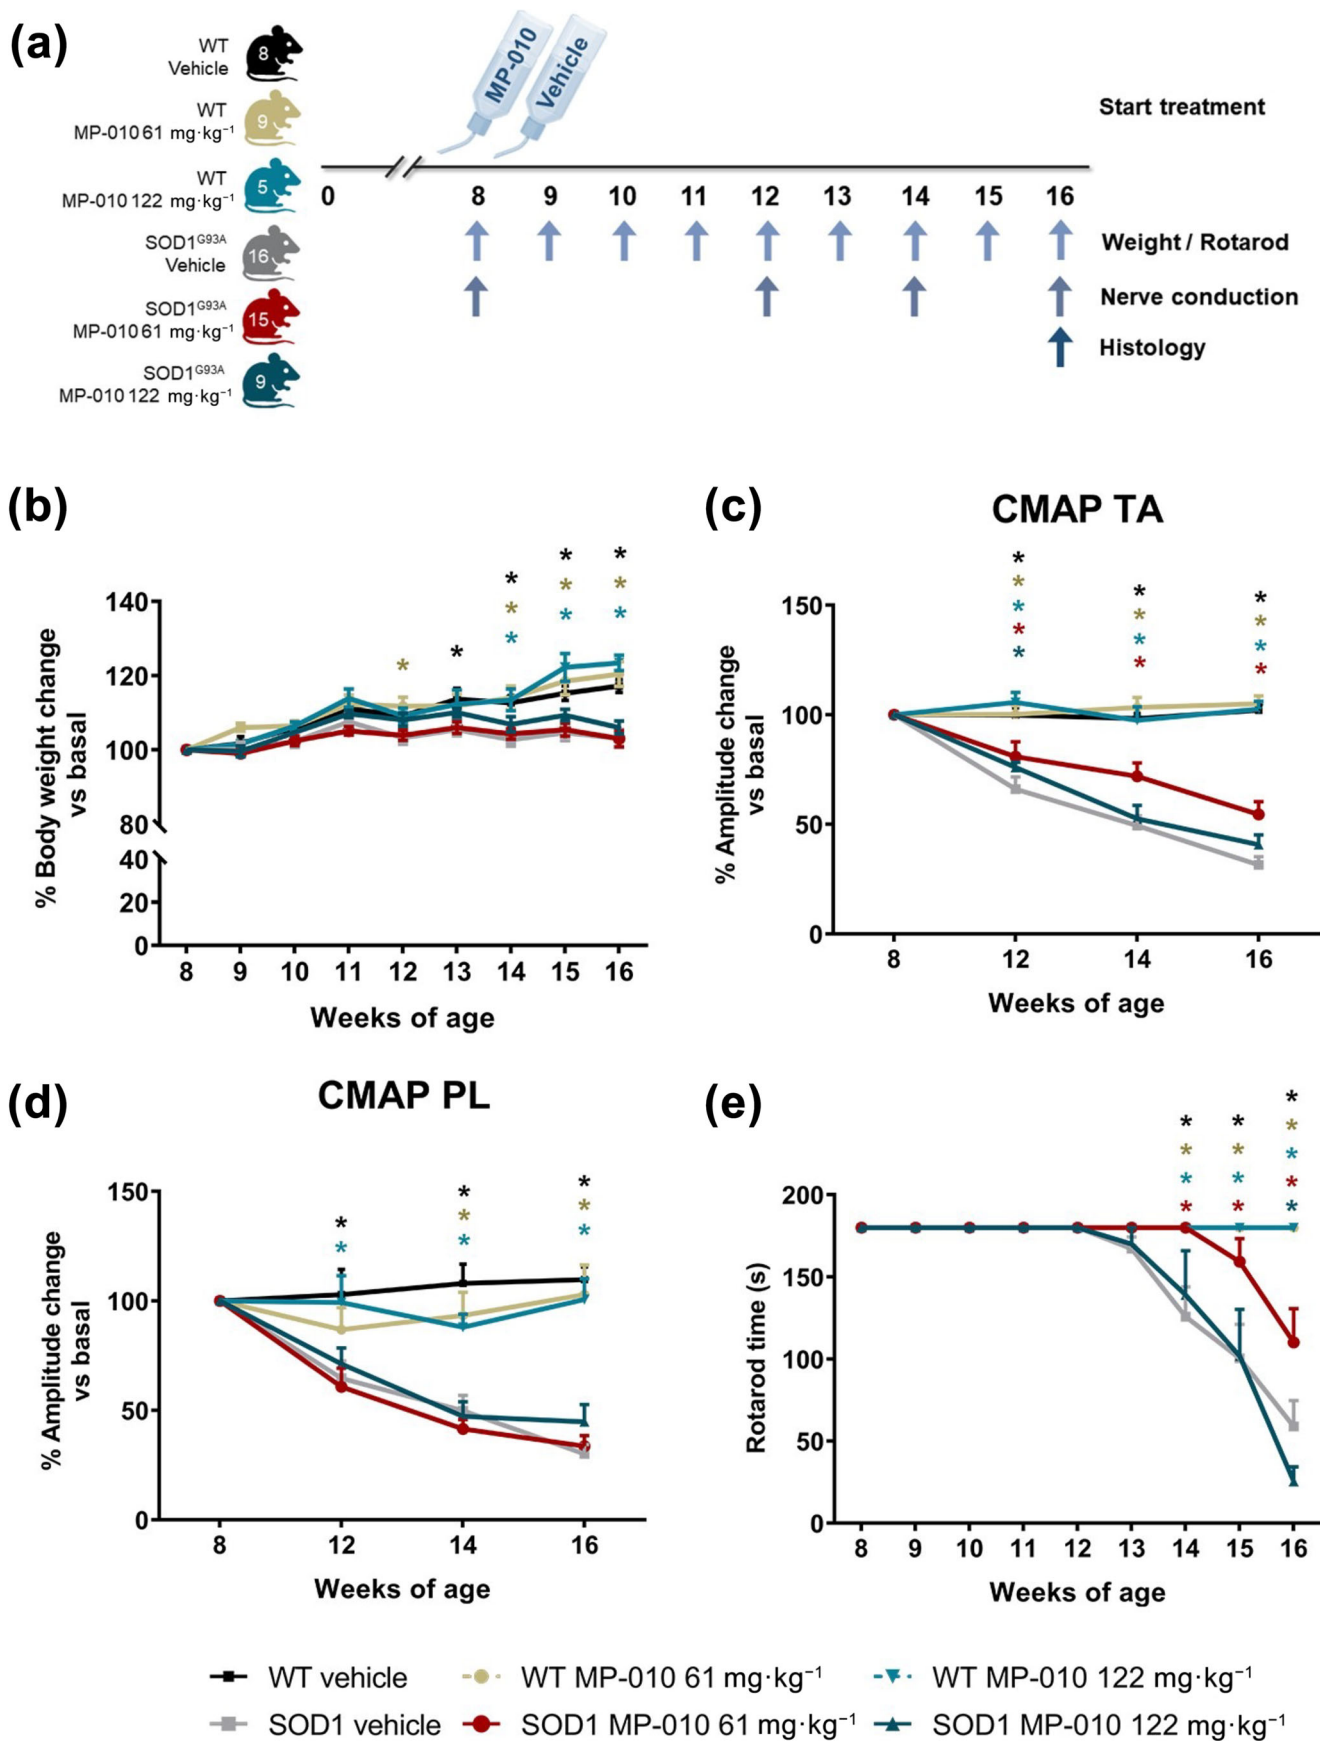 (a)
WT
Vehicle
8
WT
MP-010 61 mg·kg⁻¹
9
WT
MP-010 122 mg·kg⁻¹
5
SOD1ᴳ⁹³ᴬ
Vehicle
16
SOD1ᴳ⁹³ᴬ
MP-010 61 mg·kg⁻¹
15
SOD1ᴳ⁹³ᴬ
MP-010 122 mg·kg⁻¹
9
MP-010
Vehicle
Start treatment
0 8 9 10 11 12 13 14 15 16
Weight / Rotarod
Nerve conduction
Histology
(b)
% Body weight change
vs basal
140
120
100
80
40
20
0
* * * * * * * * * * *
8 9 10 11 12 13 14 15 16
Weeks of age
(c)
CMAP TA
% Amplitude change
vs basal
150
100
50
0
* * * * * * * * * * * * *
8 12 14 16
Weeks of age
(d)
CMAP PL
% Amplitude change
vs basal
150
100
50
0
* * * * * * * *
8 12 14 16
Weeks of age
(e)
Rotarod time (s)
200
150
100
50
0
* * * * * * * * * * * * *
8 9 10 11 12 13 14 15 16
Weeks of age
WT vehicle WT MP-010 61 mg·kg⁻¹ WT MP-010 122 mg·kg⁻¹
SOD1 vehicle SOD1 MP-010 61 mg·kg⁻¹ SOD1 MP-010 122 mg·kg⁻¹